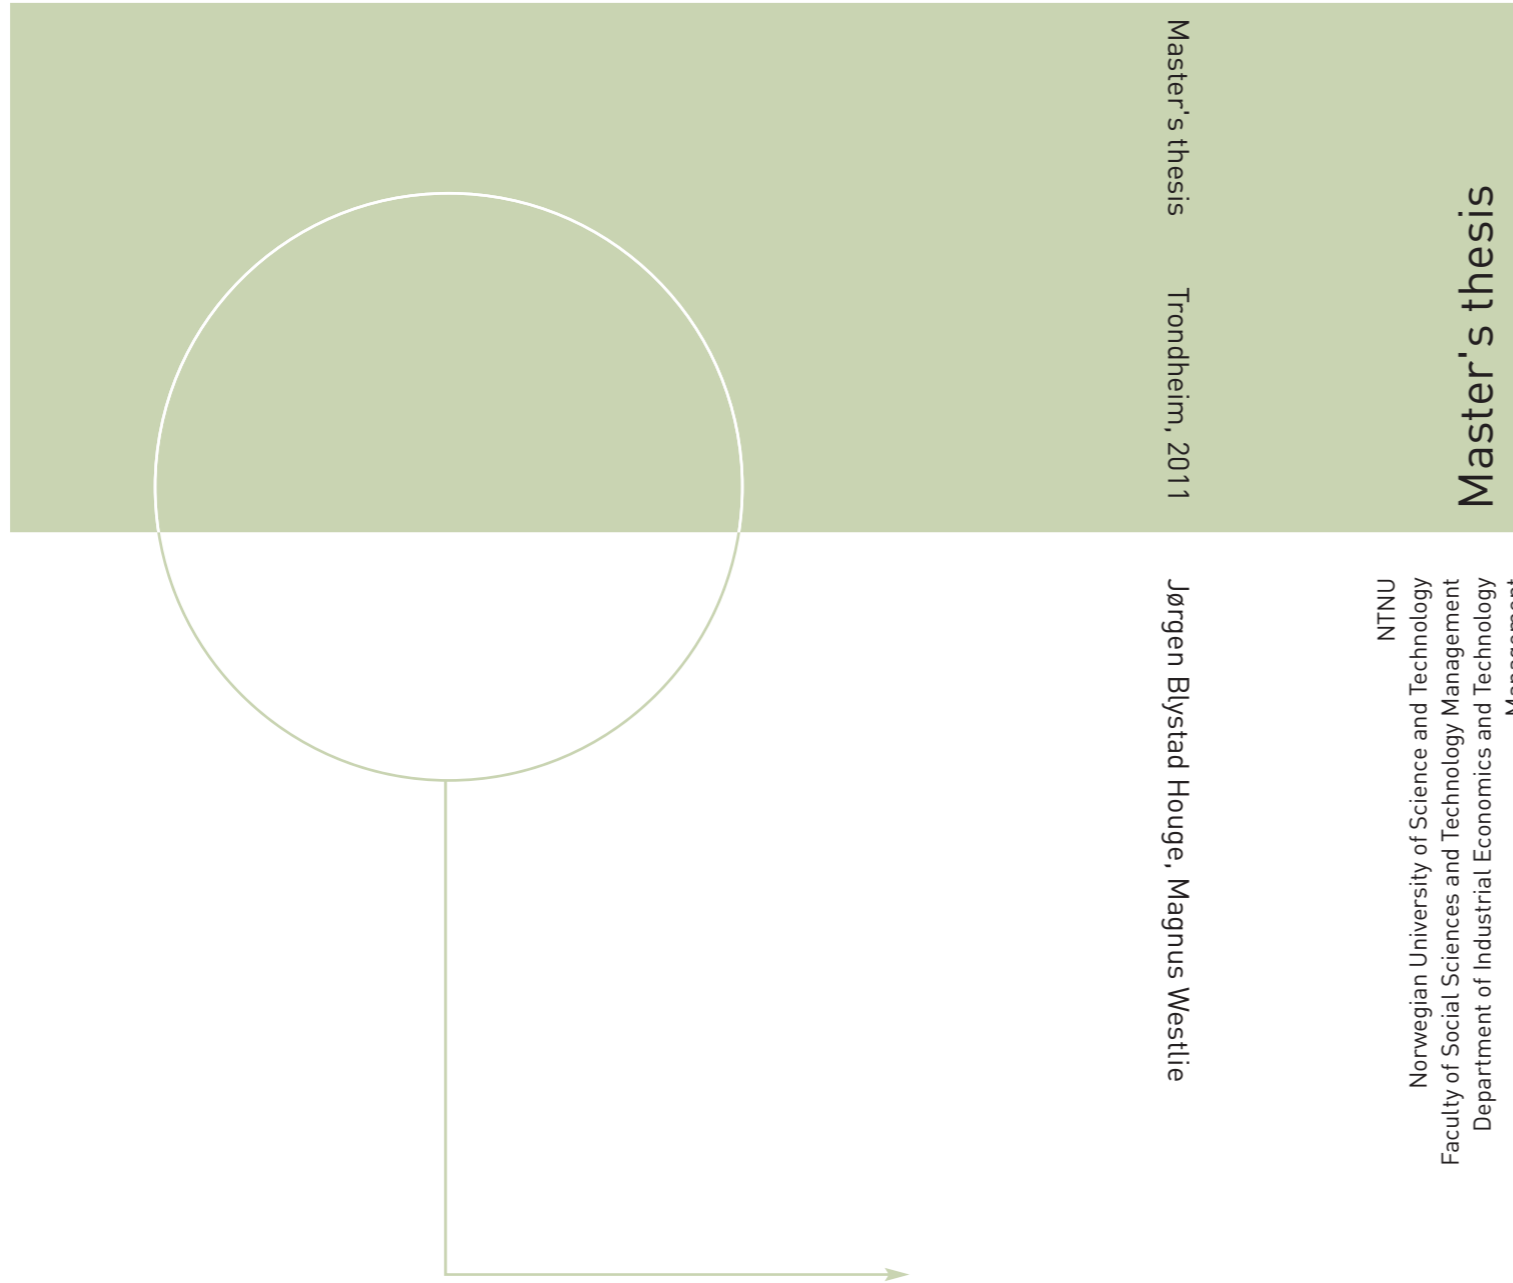 Master's thesis Trondheim, 2011 Jørgen Blystad Houge, Magnus Westlie
Master's thesis
NTNU
Norwegian University of Science and Technology
Faculty of Social Sciences and Technology Management
Department of Industrial Economics and Technology
Management